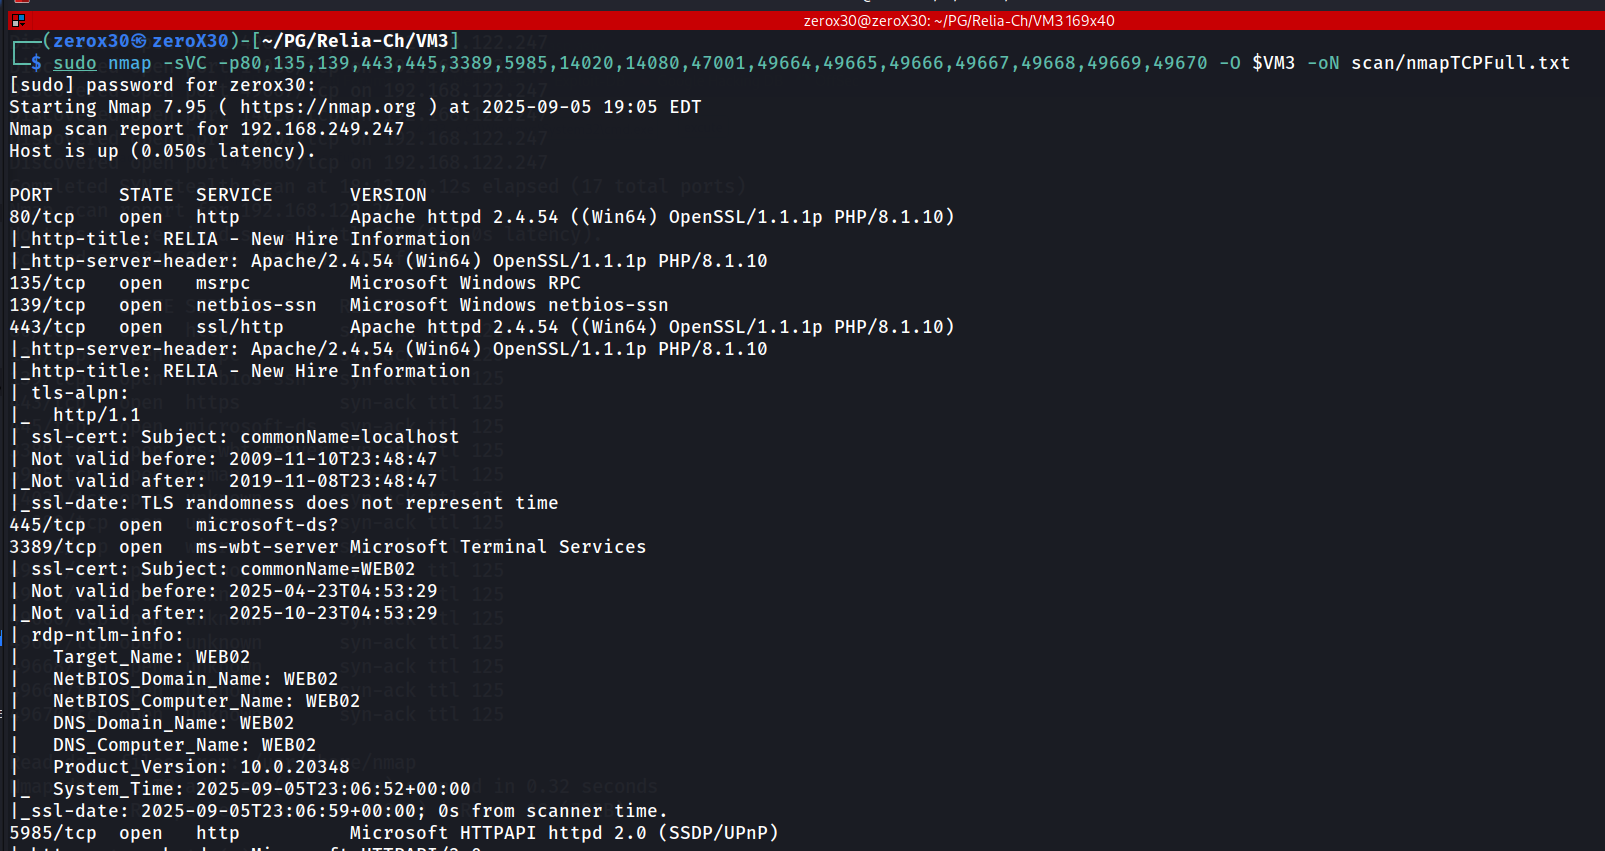 zerox30@zeroX30: ~/PG/Relia-Ch/VM3 169x40
┌──(zerox30㉿zeroX30)-[~/PG/Relia-Ch/VM3]
└─$ sudo nmap -sVC -p80,135,139,443,445,3389,5985,14020,14080,47001,49664,49665,49666,49667,49668,49669,49670 -O $VM3 -oN scan/nmapTCPFull.txt
[sudo] password for zerox30:
Starting Nmap 7.95 ( https://nmap.org ) at 2025-09-05 19:05 EDT
Nmap scan report for 192.168.249.247
Host is up (0.050s latency).
PORT      STATE SERVICE       VERSION
80/tcp    open  http          Apache httpd 2.4.54 ((Win64) OpenSSL/1.1.1p PHP/8.1.10)
|_http-title: RELIA - New Hire Information
|_http-server-header: Apache/2.4.54 (Win64) OpenSSL/1.1.1p PHP/8.1.10
135/tcp   open  msrpc         Microsoft Windows RPC
139/tcp   open  netbios-ssn   Microsoft Windows netbios-ssn
443/tcp   open  ssl/http      Apache httpd 2.4.54 ((Win64) OpenSSL/1.1.1p PHP/8.1.10)
|_http-server-header: Apache/2.4.54 (Win64) OpenSSL/1.1.1p PHP/8.1.10
|_http-title: RELIA - New Hire Information
| tls-alpn:
|_  http/1.1
| ssl-cert: Subject: commonName=localhost
| Not valid before: 2009-11-10T23:48:47
|_Not valid after:  2019-11-08T23:48:47
|_ssl-date: TLS randomness does not represent time
445/tcp   open  microsoft-ds?
3389/tcp  open  ms-wbt-server Microsoft Terminal Services
| ssl-cert: Subject: commonName=WEB02
| Not valid before: 2025-04-23T04:53:29
|_Not valid after:  2025-10-23T04:53:29
| rdp-ntlm-info:
|   Target_Name: WEB02
|   NetBIOS_Domain_Name: WEB02
|   NetBIOS_Computer_Name: WEB02
|   DNS_Domain_Name: WEB02
|   DNS_Computer_Name: WEB02
|   Product_Version: 10.0.20348
|_  System_Time: 2025-09-05T23:06:52+00:00
|_ssl-date: 2025-09-05T23:06:59+00:00; 0s from scanner time.
5985/tcp  open  http          Microsoft HTTPAPI httpd 2.0 (SSDP/UPnP)